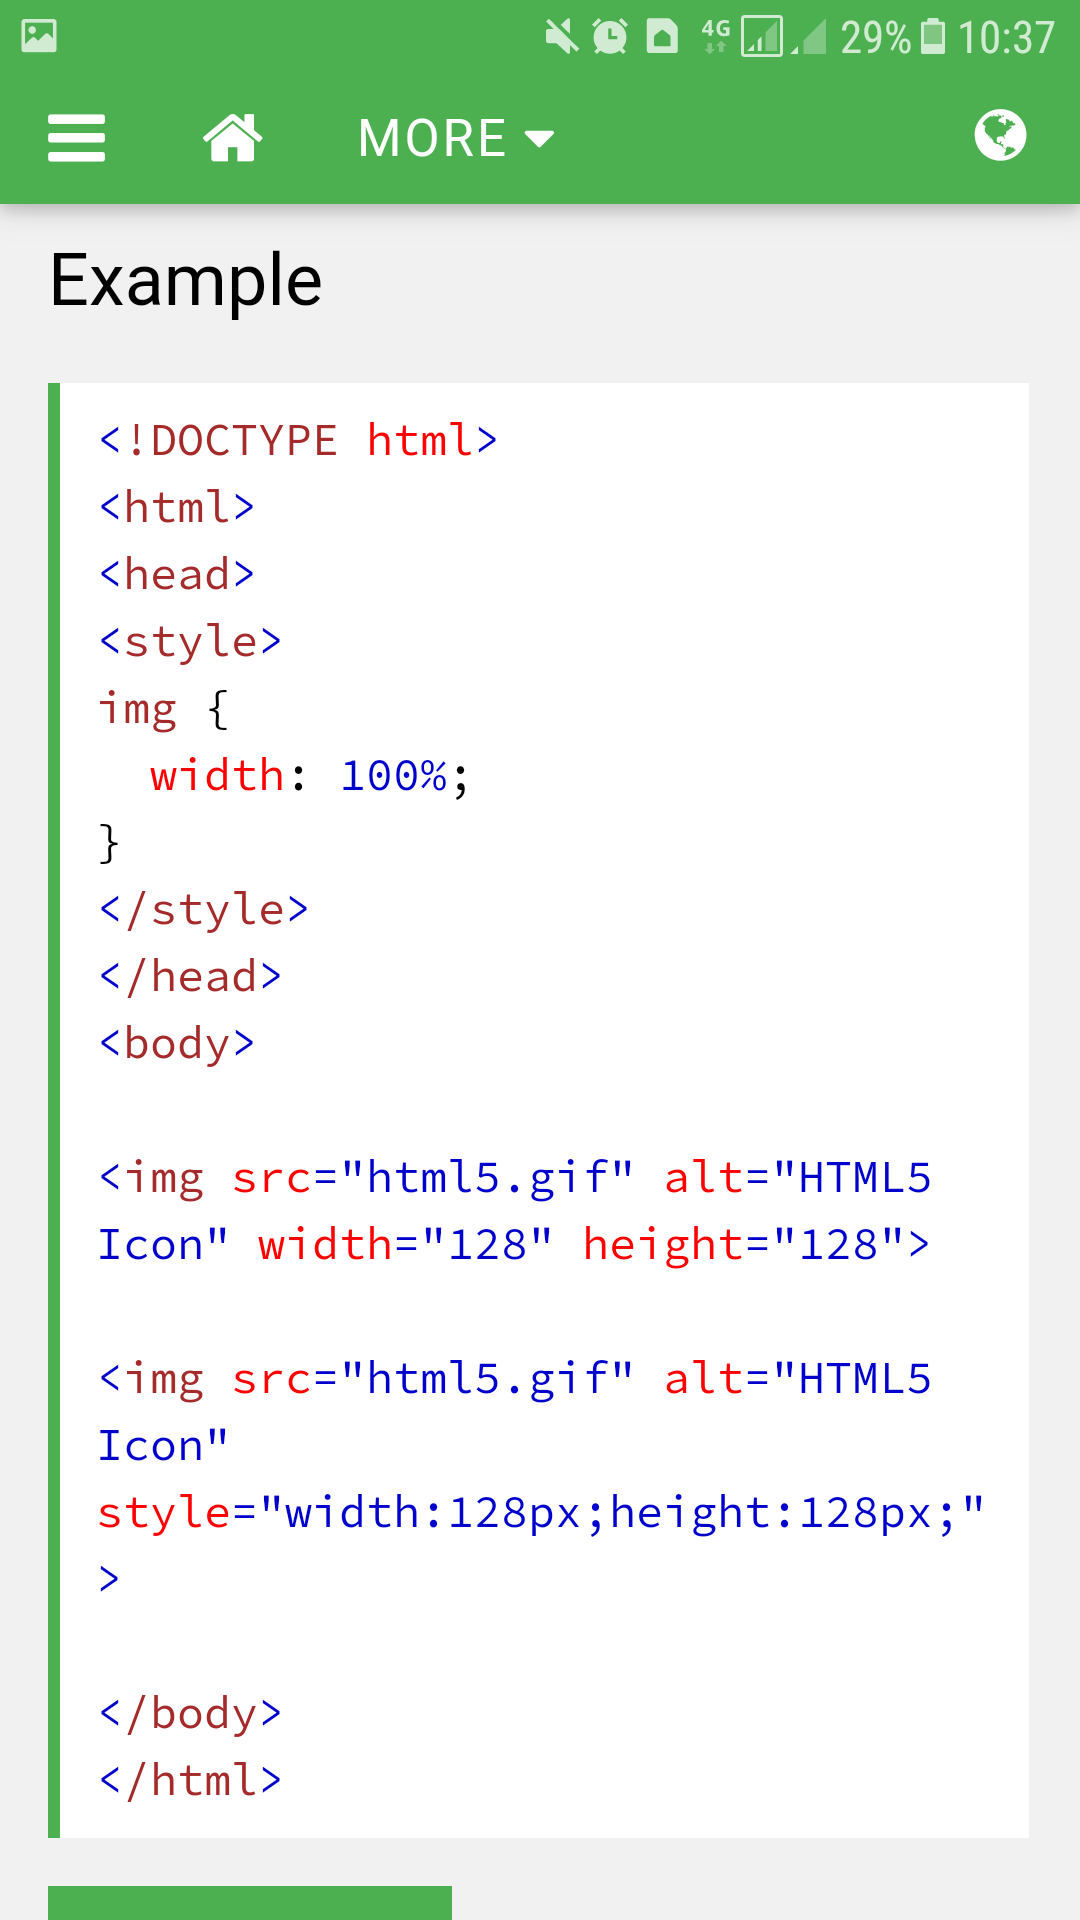 4G 29% 10:37
MORE
Example
<!DOCTYPE html>
<html>
<head>
<style>
img {
  width: 100%;
}
</style>
</head>
<body>
<img src="html5.gif" alt="HTML5
Icon" width="128" height="128">
<img src="html5.gif" alt="HTML5
Icon"
style="width:128px;height:128px;"
>
</body>
</html>